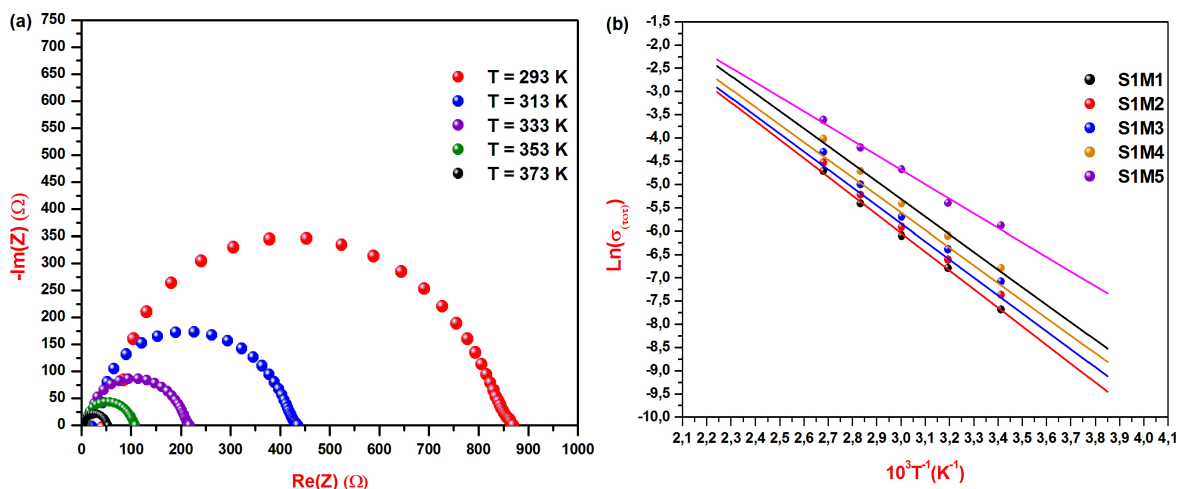 (a)
750
700
650
600
550
500
450
400
350
300
250
200
150
100
50
0
-Im(Z) (Ω)
T = 293 K
T = 313 K
T = 333 K
T = 353 K
T = 373 K
0 100 200 300 400 500 600 700 800 900 1000
Re(Z) (Ω)
(b)
-1,5
-2,0
-2,5
-3,0
-3,5
-4,0
-4,5
-5,0
-5,5
-6,0
-6,5
-7,0
-7,5
-8,0
-8,5
-9,0
-9,5
-10,0
Ln(σ(τοτ))
S1M1
S1M2
S1M3
S1M4
S1M5
2,1 2,2 2,3 2,4 2,5 2,6 2,7 2,8 2,9 3,0 3,1 3,2 3,3 3,4 3,5 3,6 3,7 3,8 3,9 4,0 4,1
10³T⁻¹(K⁻¹)